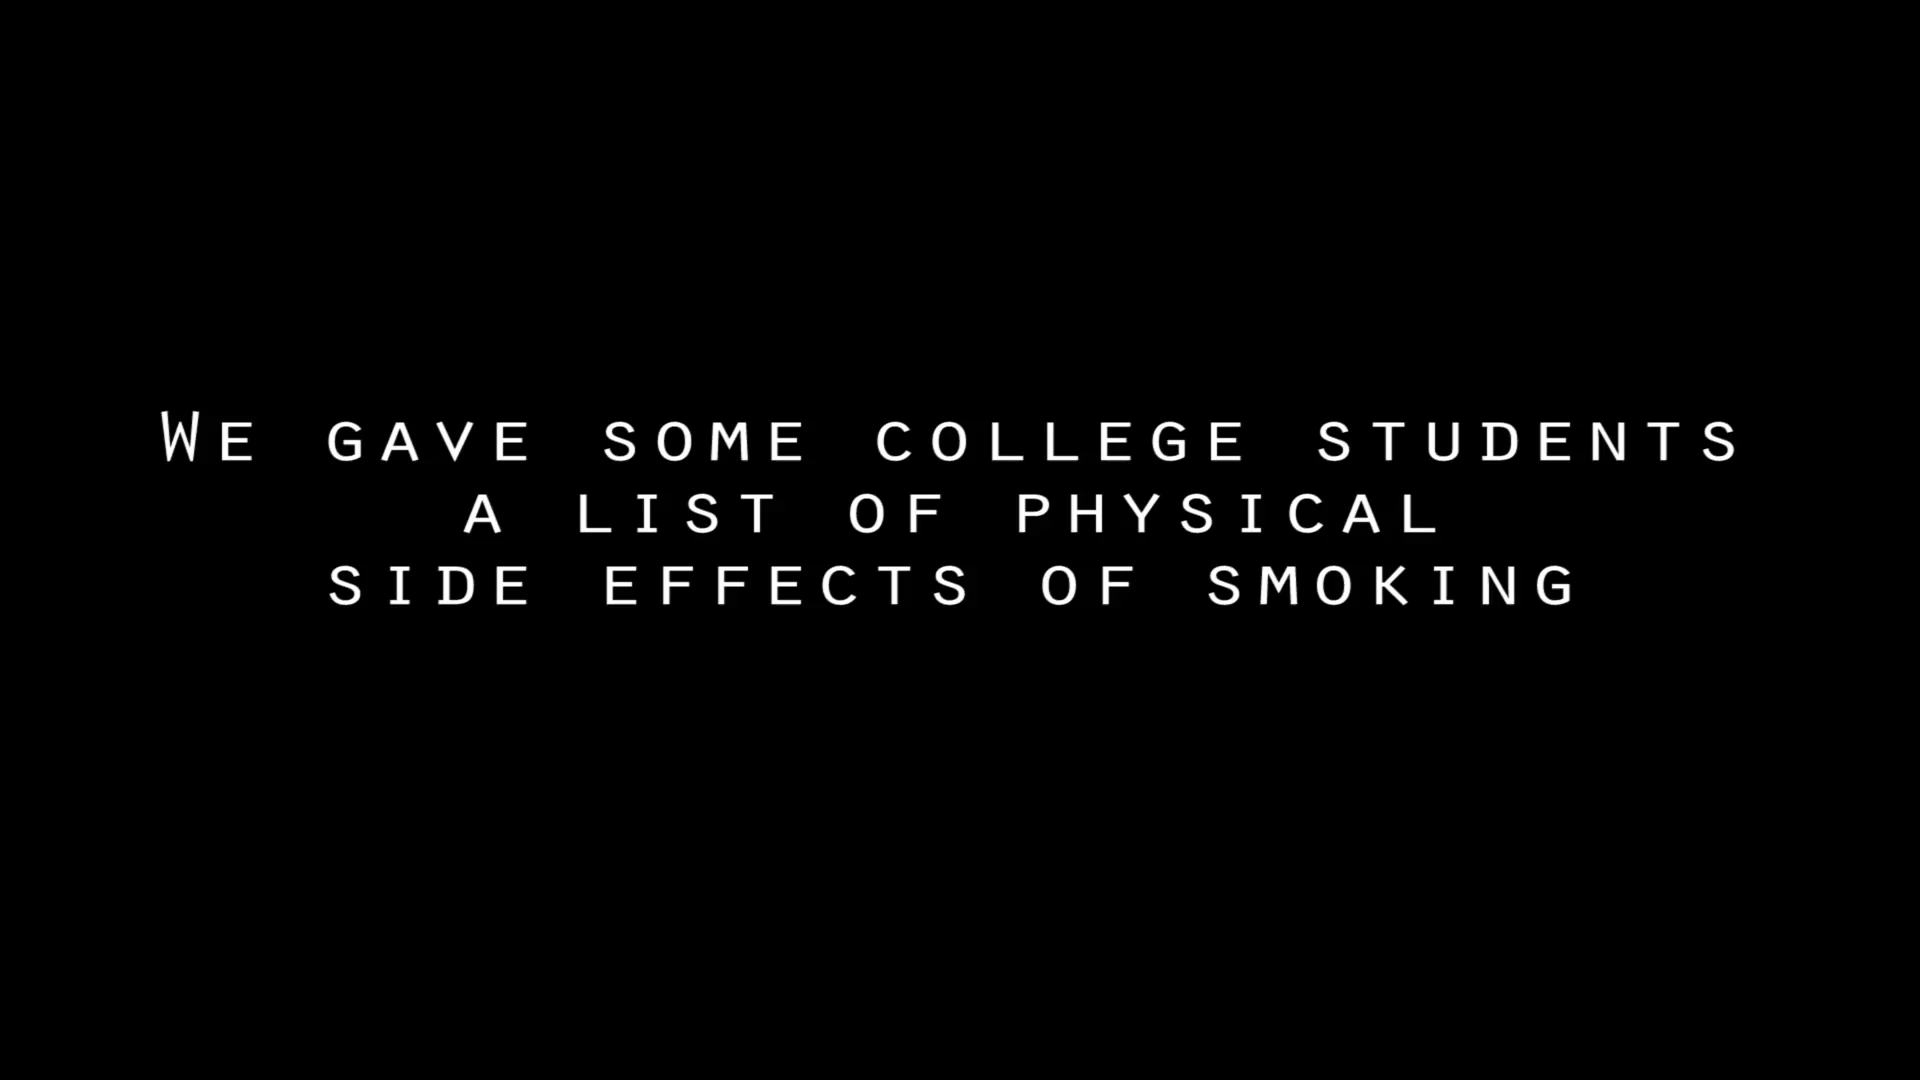 We gave some college students
a list of physical
side effects of smoking